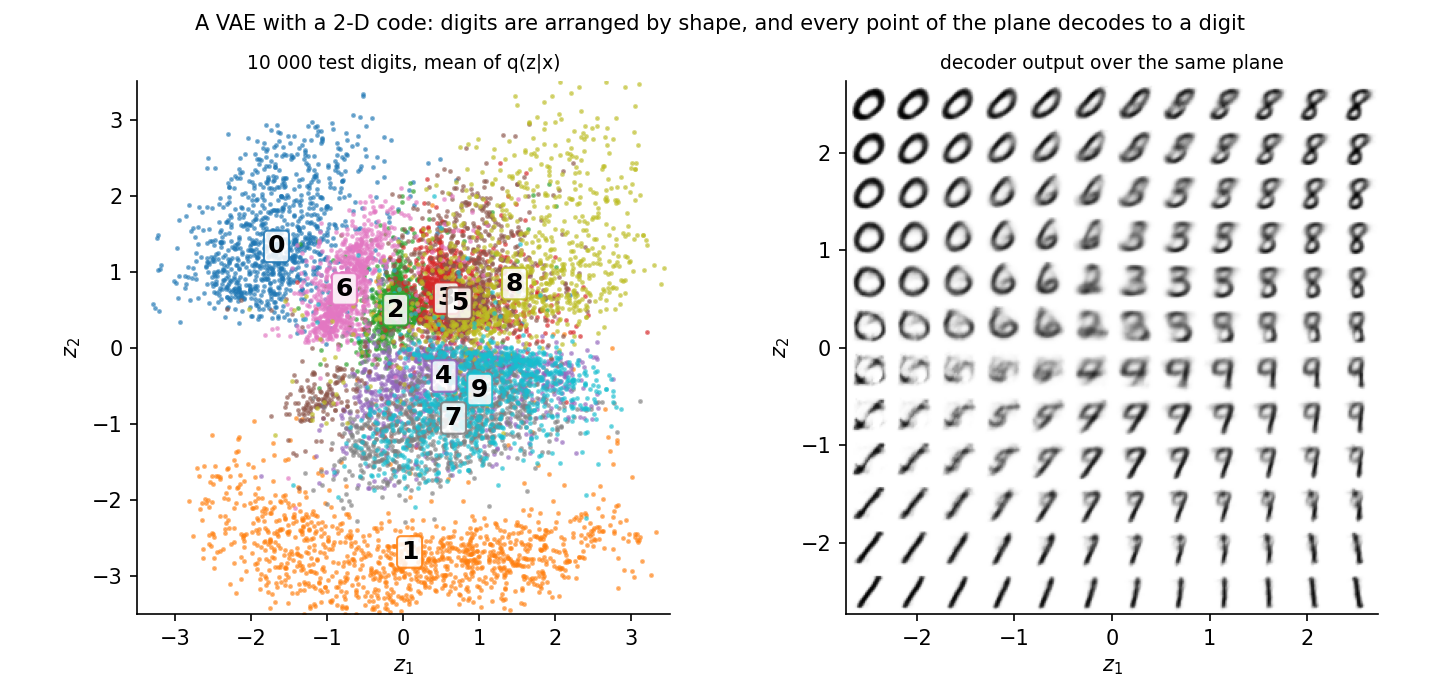 A VAE with a 2-D code: digits are arranged by shape, and every point of the plane decodes to a digit
10 000 test digits, mean of q(z|x)
3
2
1
0
−1
−2
−3
z₂
−3 −2 −1 0 1 2 3
z₁
0
6
2
3
5
8
4
9
7
1
decoder output over the same plane
2
1
0
−1
−2
z₂
−2 −1 0 1 2
z₁